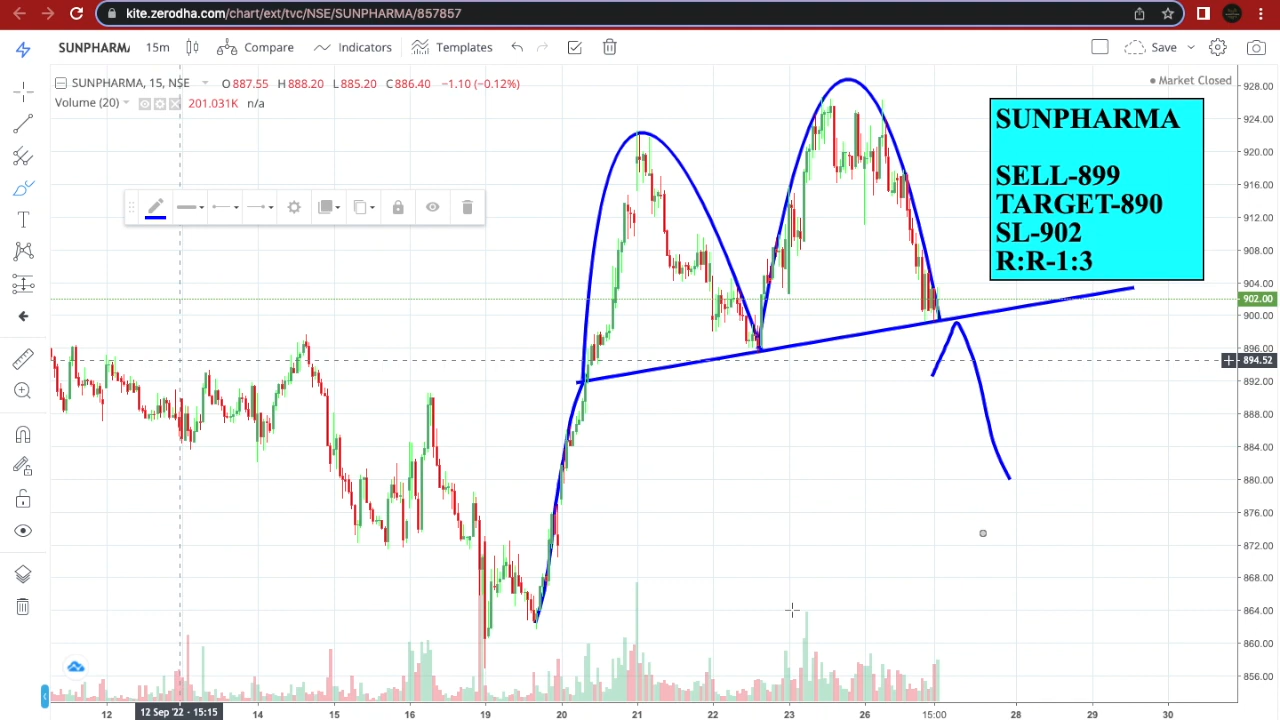 kite.zerodha.com/chart/ext/tvc/NSE/SUNPHARMA/857857
SUNPHARMA 15m Compare Indicators Templates Save
SUNPHARMA, 15, NSE O887.55 H888.20 L885.20 C886.40 −1.10 (−0.12%)
Market Closed
Volume (20) 201.031K n/a
SUNPHARMA
SELL-899
TARGET-890
SL-902
R:R-1:3
928.00
924.00
920.00
916.00
912.00
908.00
904.00
902.00
900.00
896.00
894.52
892.00
888.00
884.00
880.00
876.00
872.00
868.00
864.00
860.00
856.00
12 12 Sep '22 - 15:15 14 15 16 19 20 21 22 23 26 15:00 28 29 30